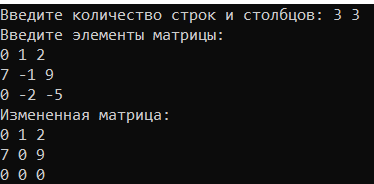 Введите количество строк и столбцов: 3 3
Введите элементы матрицы:
0 1 2
7 -1 9
0 -2 -5
Измененная матрица:
0 1 2
7 0 9
0 0 0